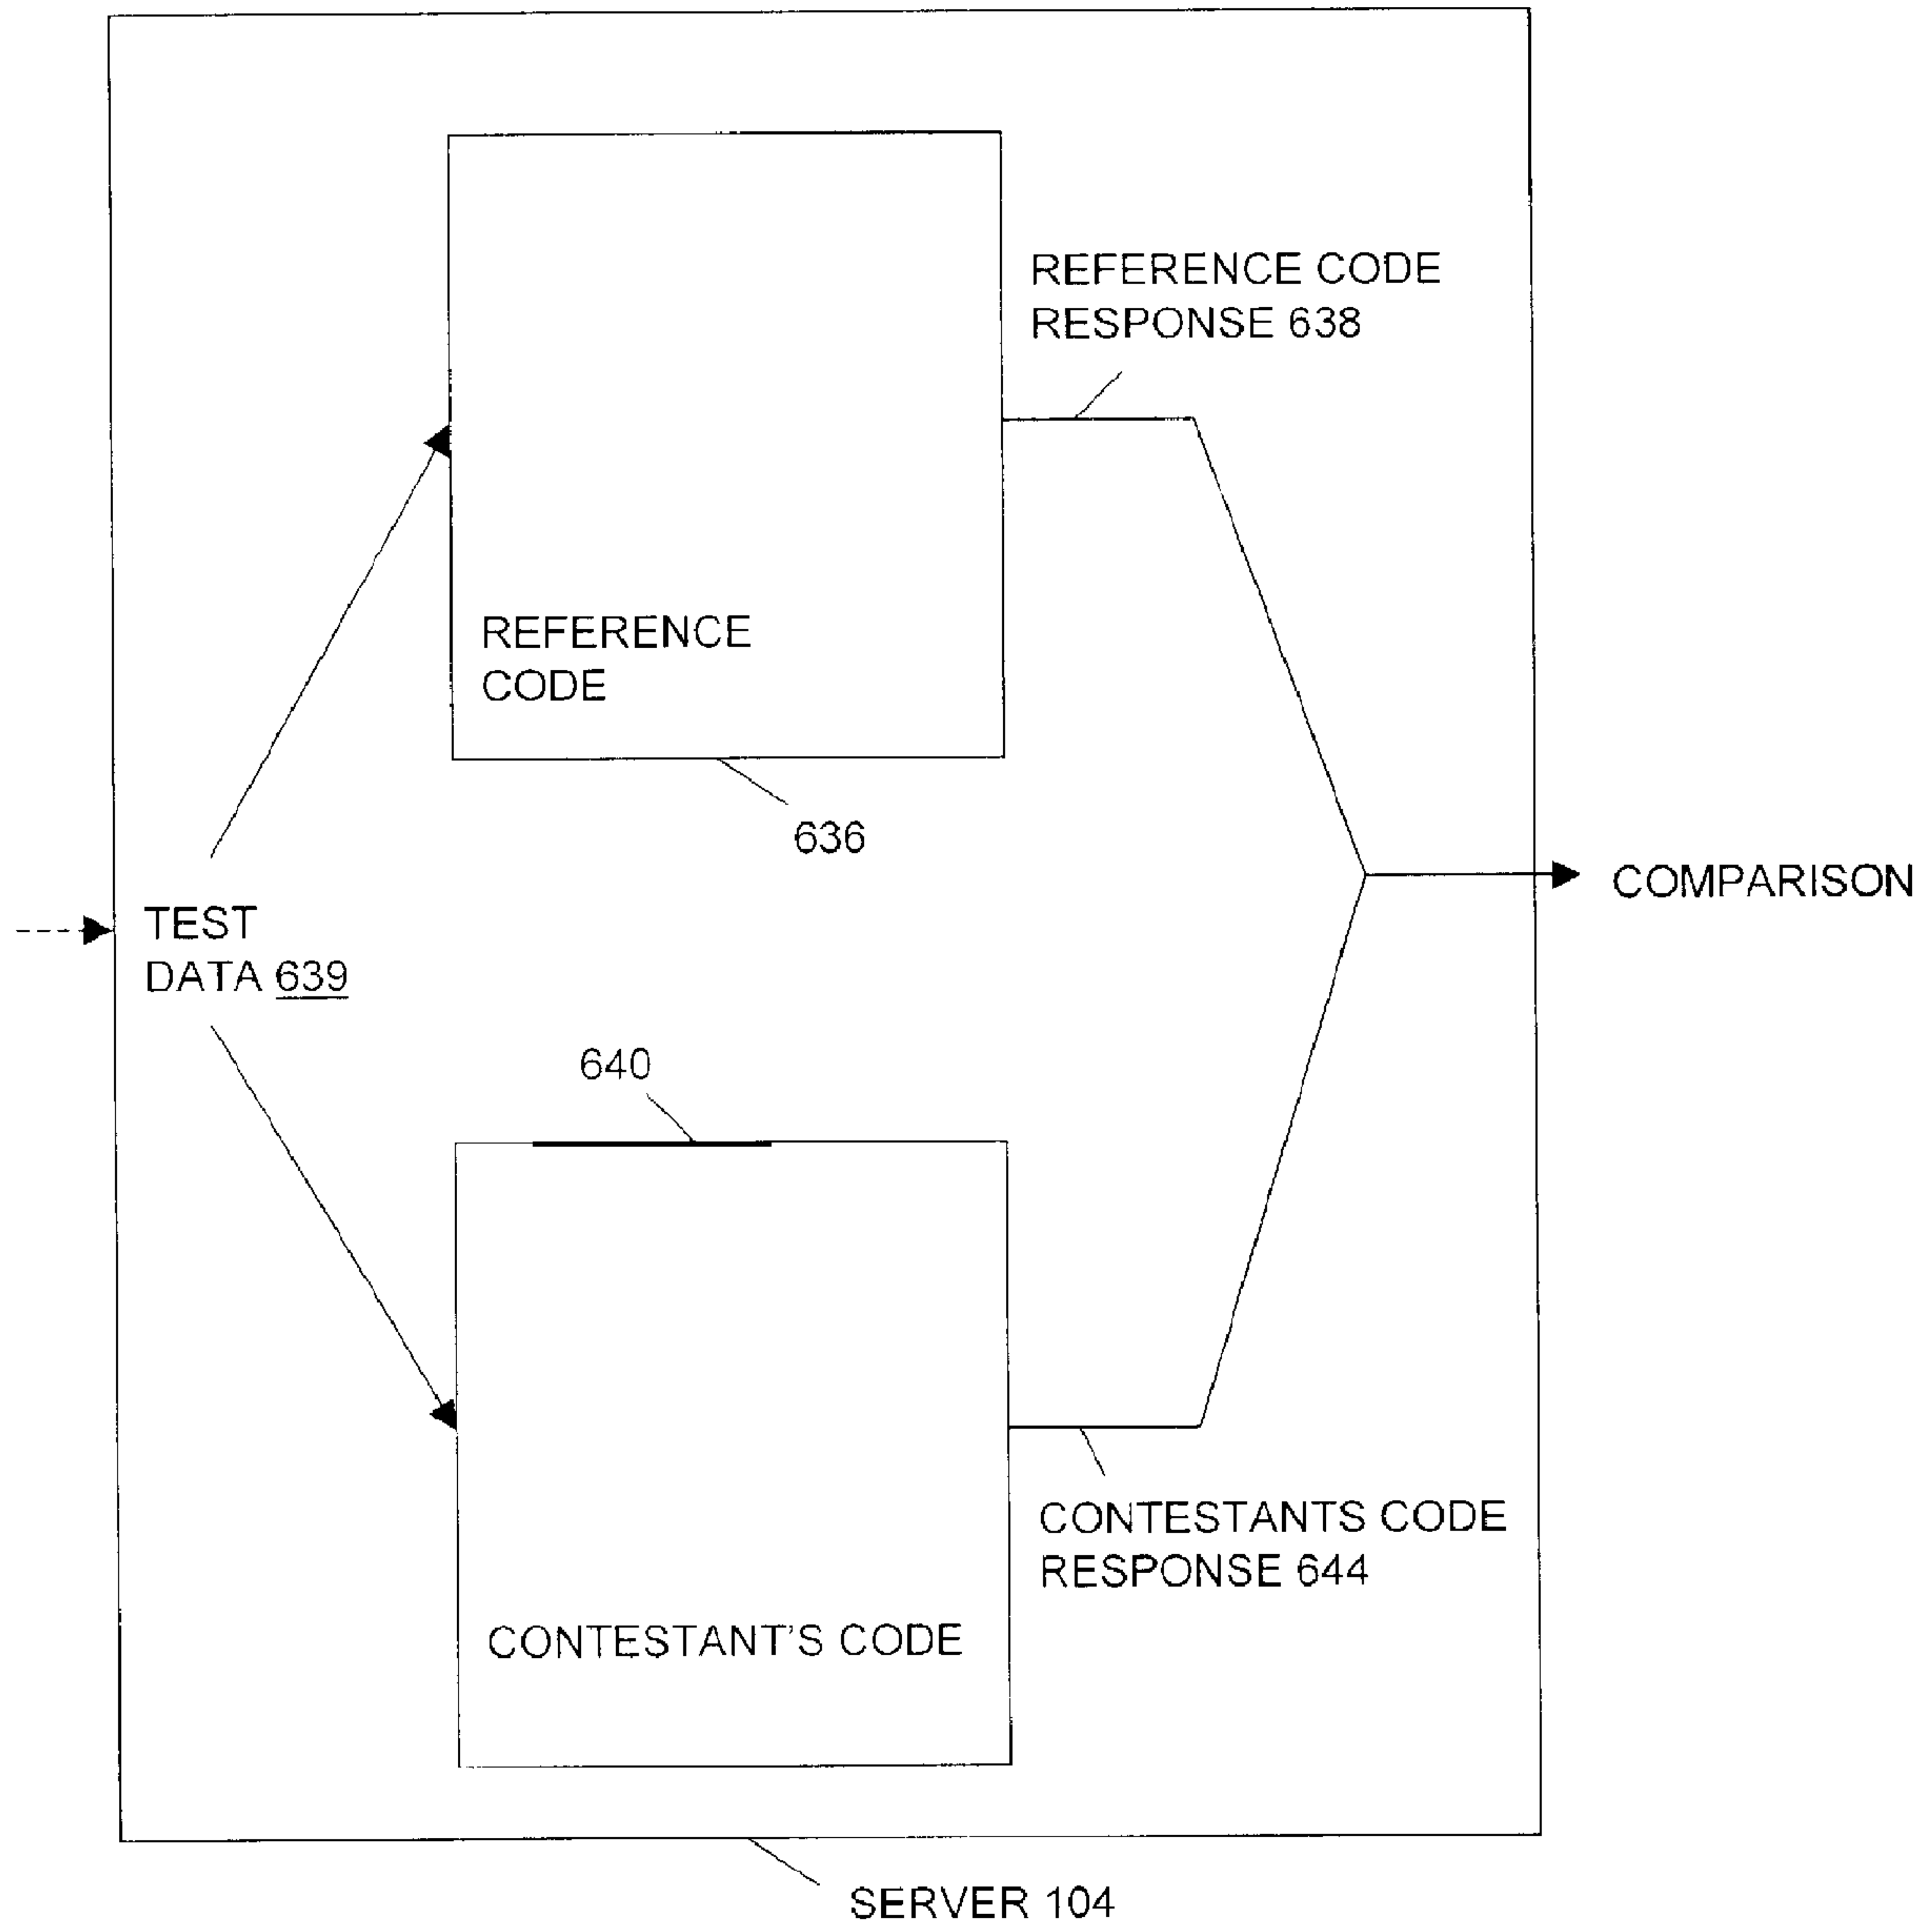 REFERENCE CODE
RESPONSE 638
REFERENCE
CODE
636
COMPARISON
TEST
DATA 639
640
CONTESTANTS CODE
RESPONSE 644
CONTESTANT'S CODE
SERVER 104